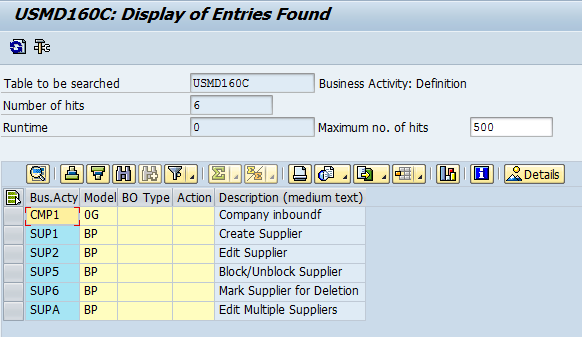 USMD160C: Display of Entries Found
Table to be searched USMD160C Business Activity: Definition
Number of hits 6
Runtime 0 Maximum no. of hits 500
Details
Bus.Acty Model BO Type Action Description (medium text)
CMP1 0G Company inboundf
SUP1 BP Create Supplier
SUP2 BP Edit Supplier
SUP5 BP Block/Unblock Supplier
SUP6 BP Mark Supplier for Deletion
SUPA BP Edit Multiple Suppliers